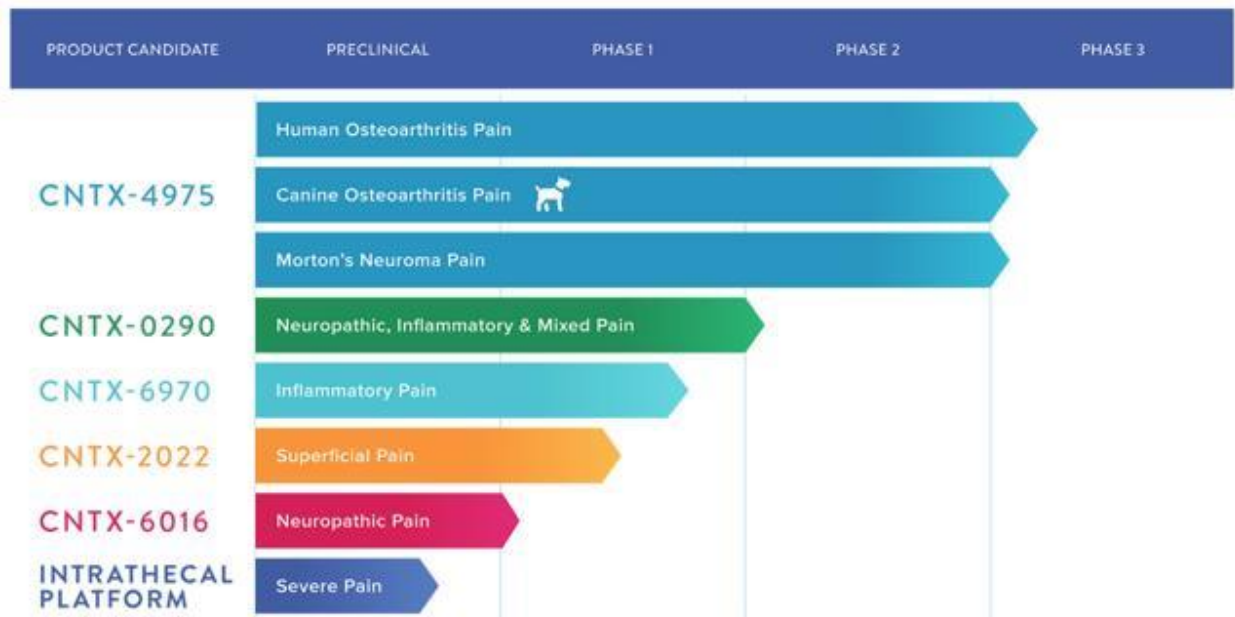 PRODUCT CANDIDATE PRECLINICAL PHASE 1 PHASE 2 PHASE 3
Human Osteoarthritis Pain
CNTX-4975 Canine Osteoarthritis Pain
Morton's Neuroma Pain
CNTX-0290 Neuropathic, Inflammatory & Mixed Pain
CNTX-6970 Inflammatory Pain
CNTX-2022 Superficial Pain
CNTX-6016 Neuropathic Pain
INTRATHECAL
PLATFORM
Severe Pain